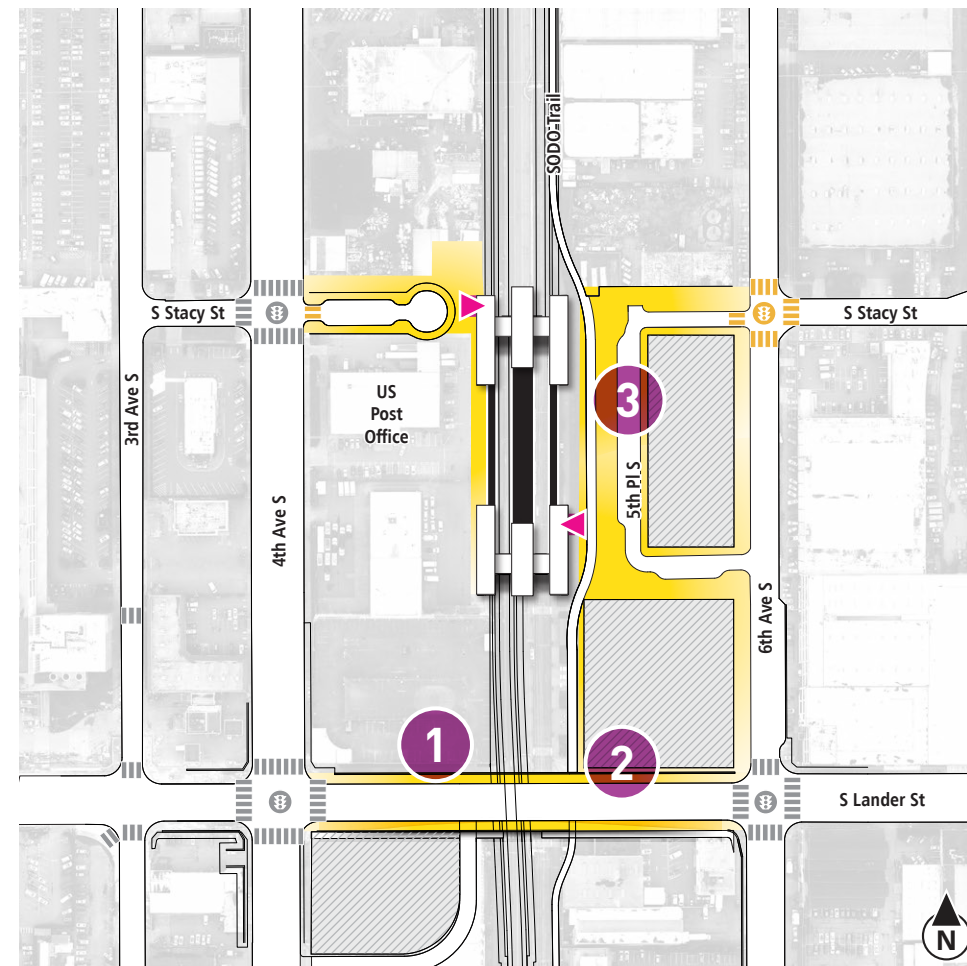 SODO Trail
S Stacy St
S Stacy St
3rd Ave S
US
Post
Office
3
5th Pl S
4th Ave S
6th Ave S
1
2
S Lander St
N